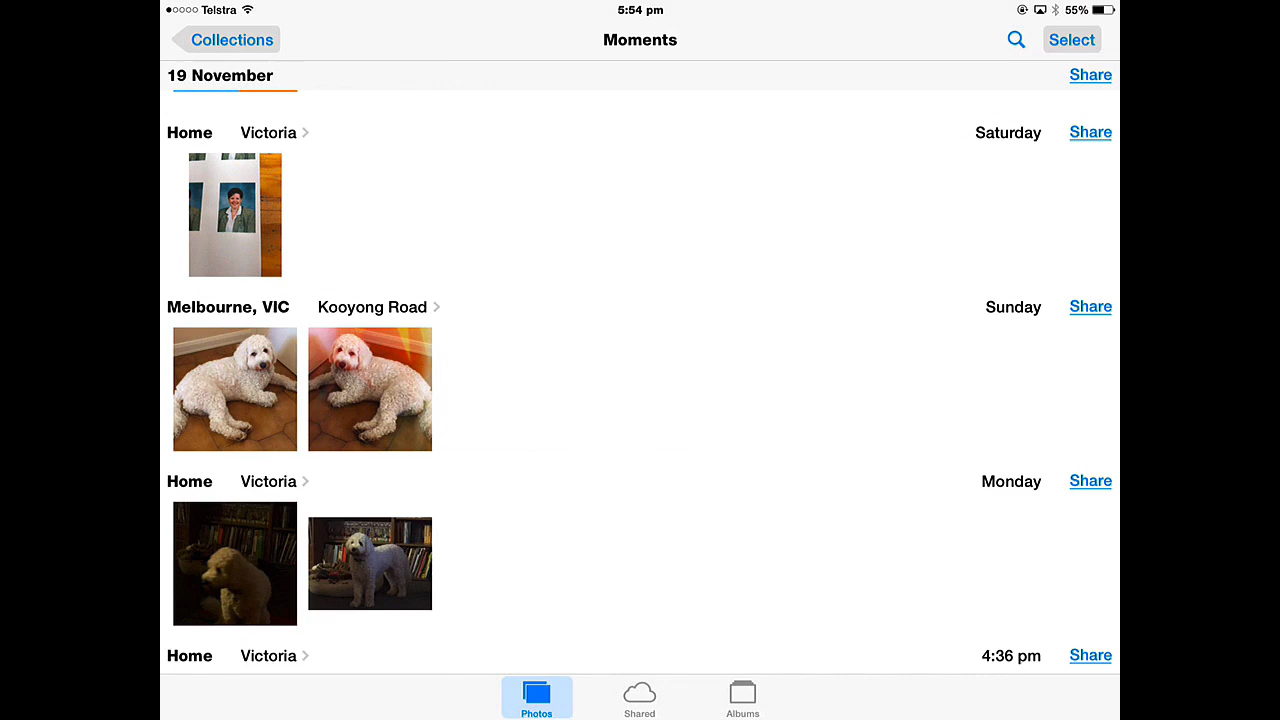 Telstra 5:54 pm 55%
Collections Moments Select
19 November Share
Home Victoria Saturday Share
Melbourne, VIC Kooyong Road Sunday Share
Home Victoria Monday Share
Home Victoria 4:36 pm Share
Photos Shared Albums